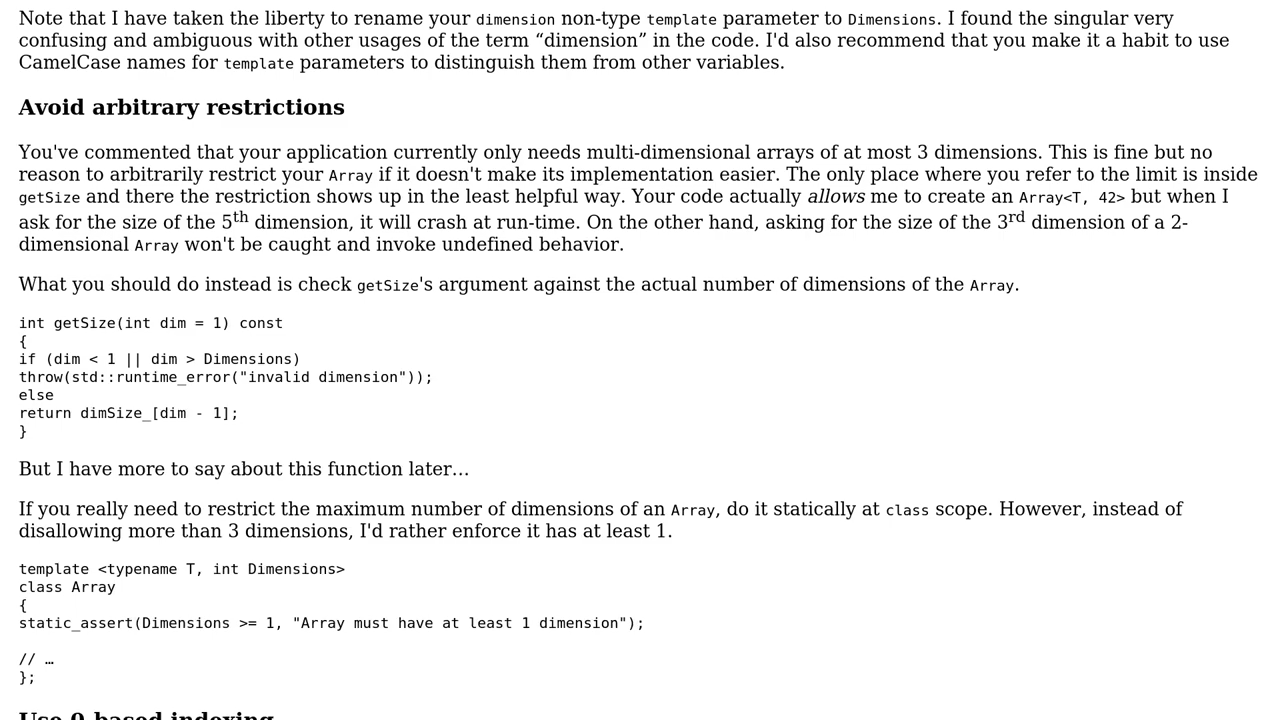 Note that I have taken the liberty to rename your dimension non-type template parameter to Dimensions. I found the singular very
confusing and ambiguous with other usages of the term “dimension” in the code. I'd also recommend that you make it a habit to use
CamelCase names for template parameters to distinguish them from other variables.
Avoid arbitrary restrictions
You've commented that your application currently only needs multi-dimensional arrays of at most 3 dimensions. This is fine but no
reason to arbitrarily restrict your Array if it doesn't make its implementation easier. The only place where you refer to the limit is inside
getSize and there the restriction shows up in the least helpful way. Your code actually allows me to create an Array<T, 42> but when I
ask for the size of the 5th dimension, it will crash at run-time. On the other hand, asking for the size of the 3rd dimension of a 2-
dimensional Array won't be caught and invoke undefined behavior.
What you should do instead is check getSize's argument against the actual number of dimensions of the Array.
int getSize(int dim = 1) const
{
if (dim < 1 || dim > Dimensions)
throw(std::runtime_error("invalid dimension"));
else
return dimSize_[dim - 1];
}
But I have more to say about this function later…
If you really need to restrict the maximum number of dimensions of an Array, do it statically at class scope. However, instead of
disallowing more than 3 dimensions, I'd rather enforce it has at least 1.
template <typename T, int Dimensions>
class Array
{
static_assert(Dimensions >= 1, "Array must have at least 1 dimension");
// …
};
Use 0-based indexing